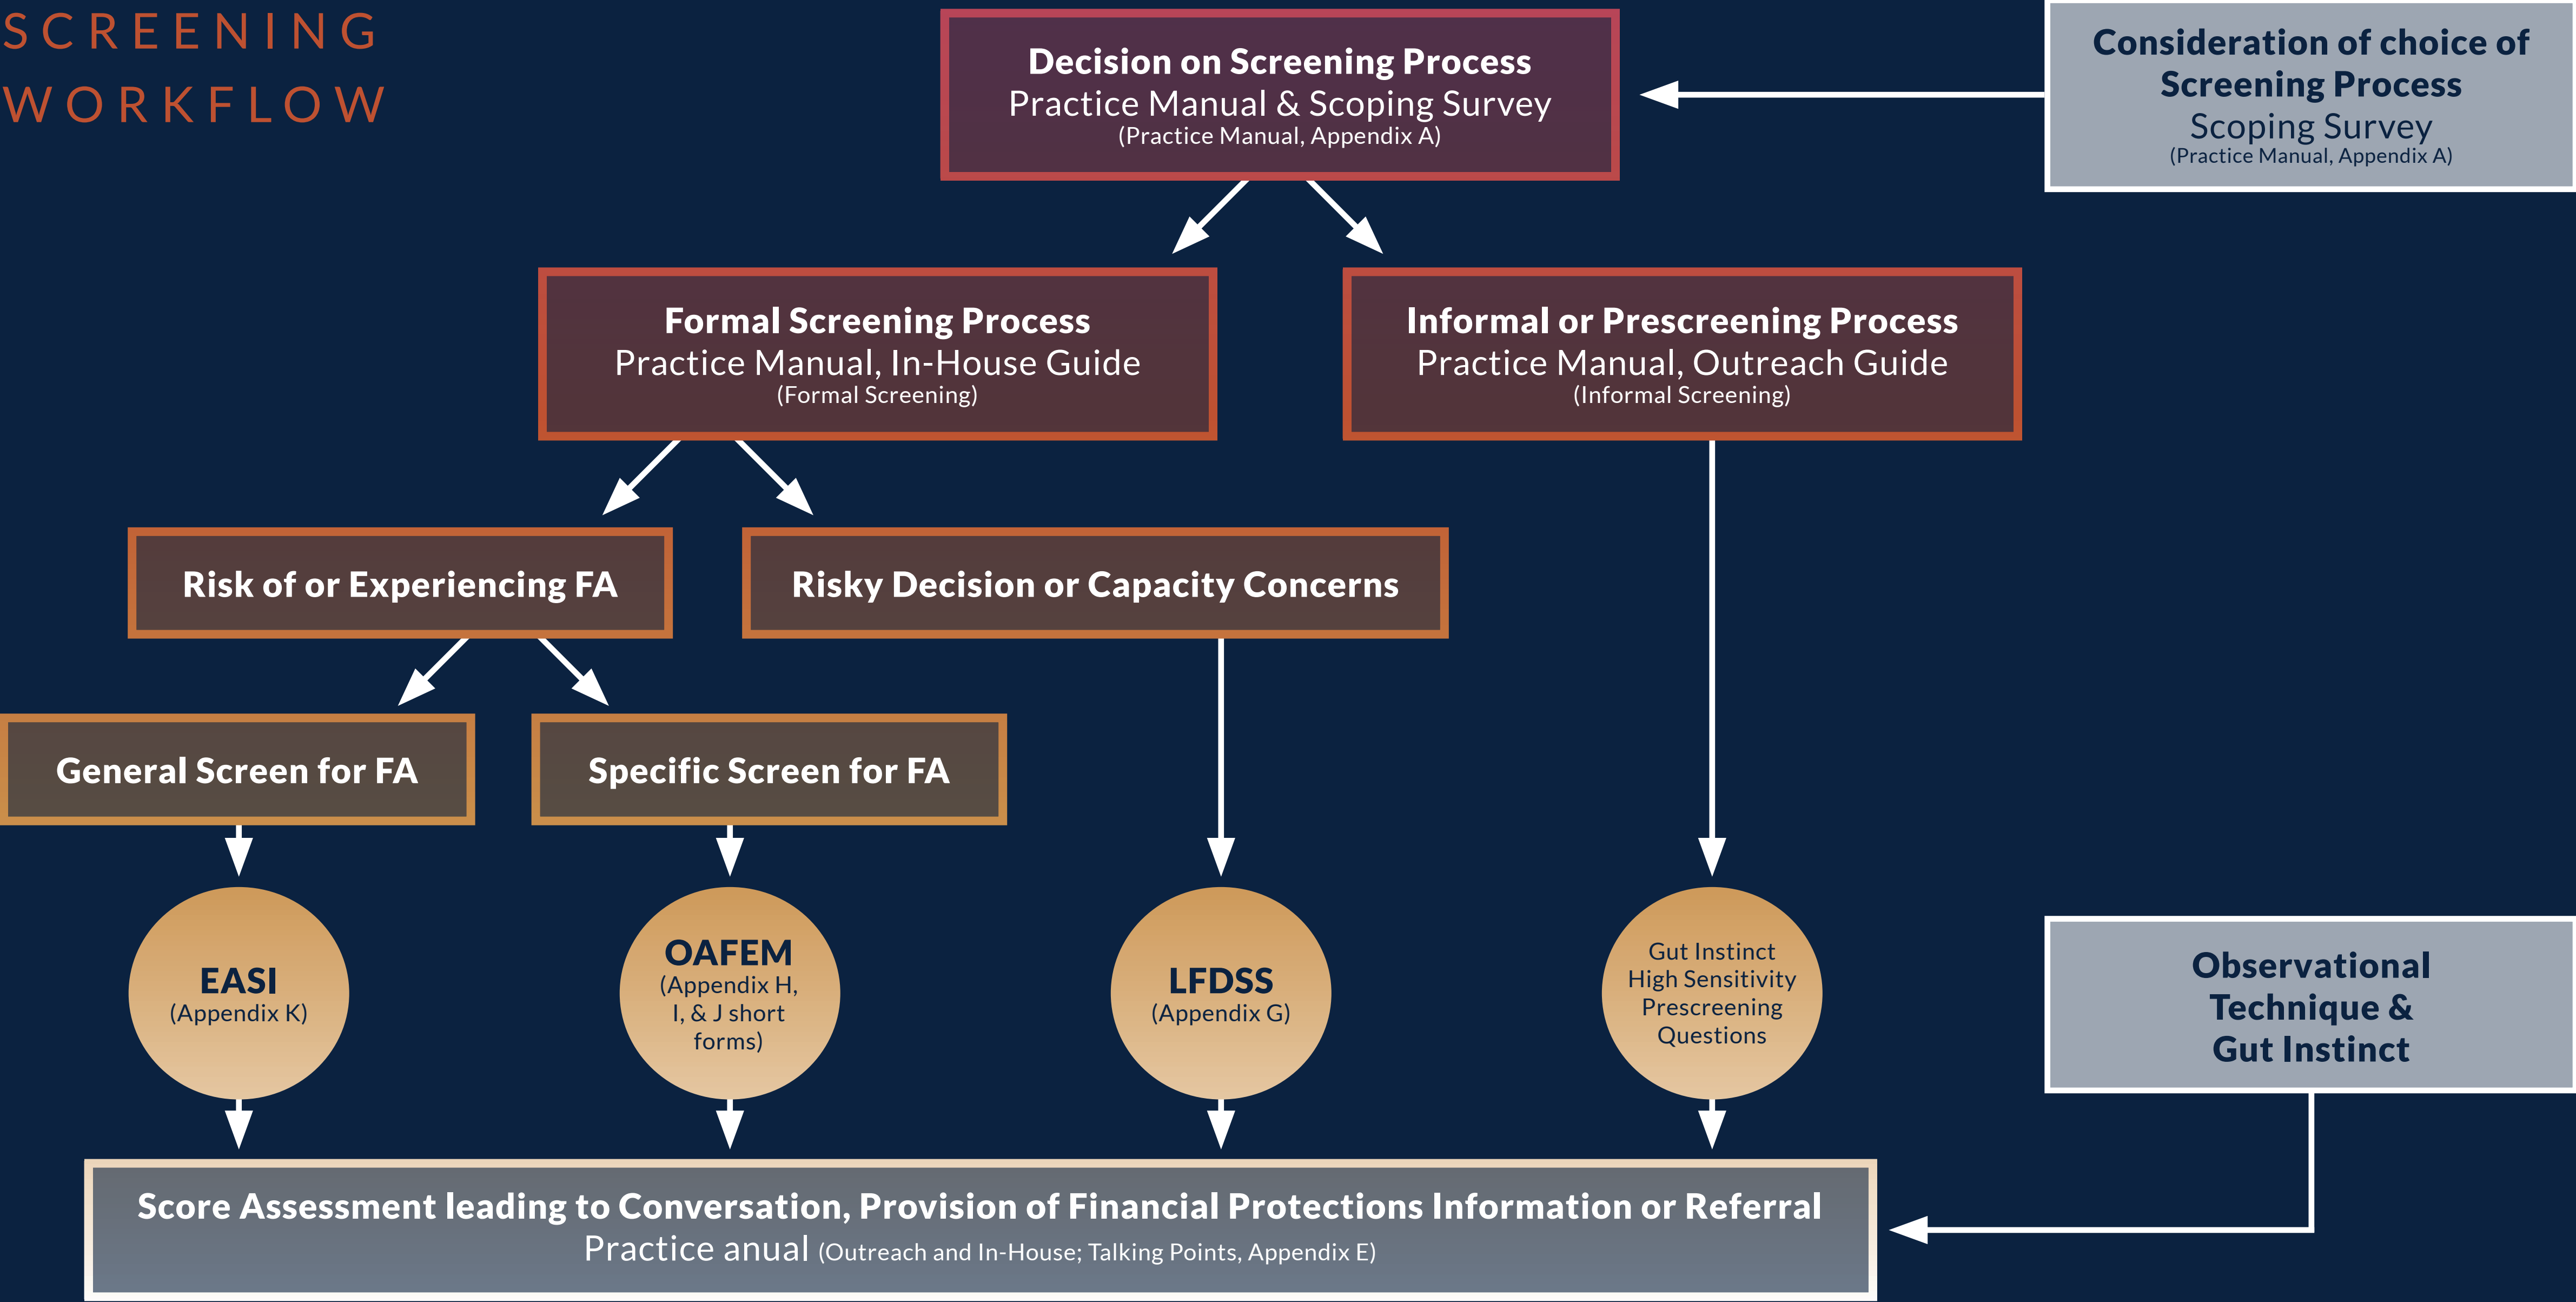 SCREENING
WORKFLOW
Decision on Screening Process
Practice Manual & Scoping Survey
(Practice Manual, Appendix A)
Consideration of choice of
Screening Process
Scoping Survey
(Practice Manual, Appendix A)
Formal Screening Process
Practice Manual, In-House Guide
(Formal Screening)
Informal or Prescreening Process
Practice Manual, Outreach Guide
(Informal Screening)
Risk of or Experiencing FA
Risky Decision or Capacity Concerns
General Screen for FA
Specific Screen for FA
EASI
(Appendix K)
OAFEM
(Appendix H,
I, & J short
forms)
LFDSS
(Appendix G)
Gut Instinct
High Sensitivity
Prescreening
Questions
Observational
Technique &
Gut Instinct
Score Assessment leading to Conversation, Provision of Financial Protections Information or Referral
Practice anual (Outreach and In-House; Talking Points, Appendix E)